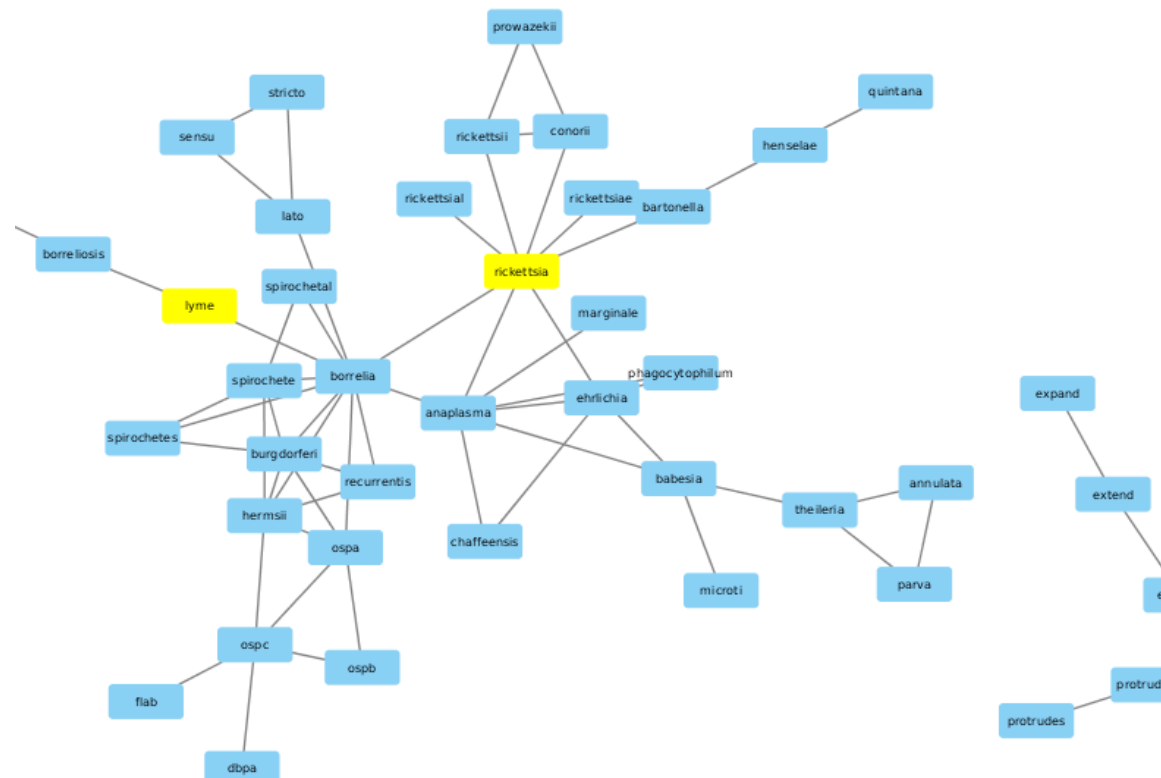 prowazekii
stricto
quintana
sensu
rickettsii
conorii
henselae
rickettsial
rickettsiae
bartonella
lato
borreliosis
rickettsia
spirochetal
lyme
marginale
borrelia
spirochete
phagocytophilum
expand
ehrlichia
anaplasma
spirochetes
burgdorferi
recurrentis
babesia
annulata
extend
hermsii
theileria
ospa
chaffeensis
parva
microti
e
ospc
ospb
protrud
flab
protrudes
dbpa